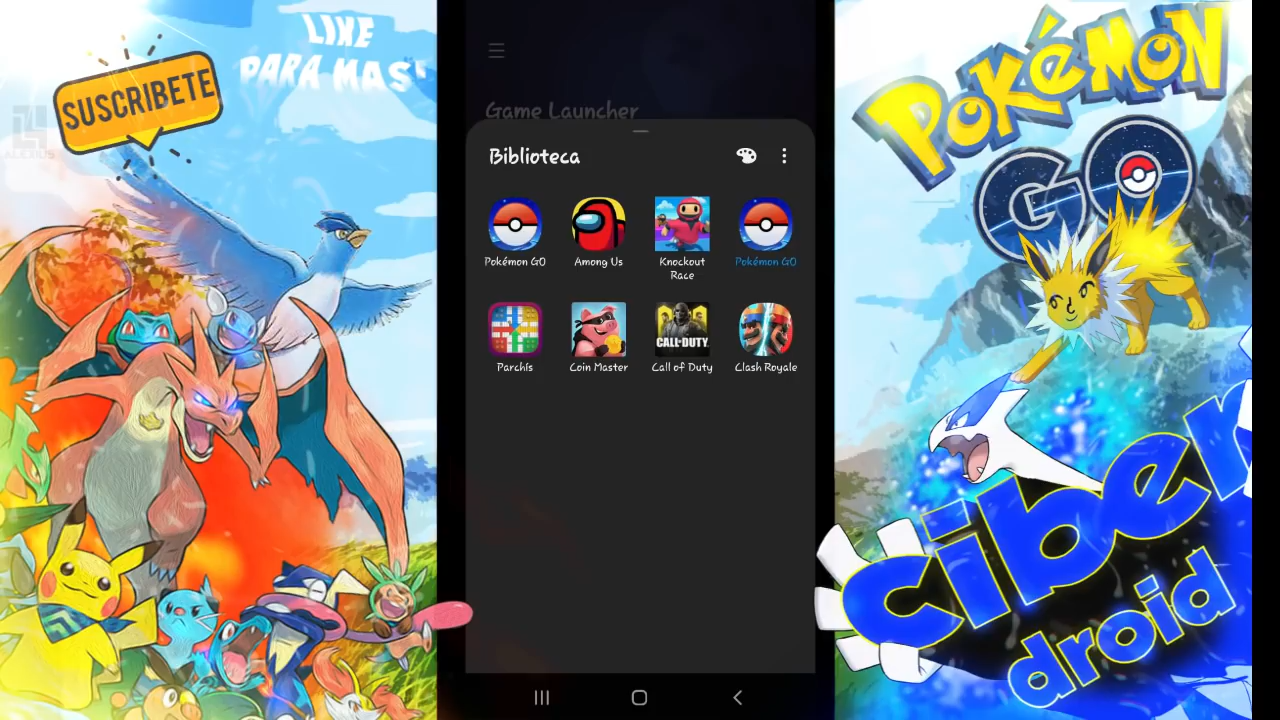 LIKE
PARA MAS
SUSCRIBETE
ALEXIUS
Game Launcher
Biblioteca
Pokémon GO
Among Us
Knockout
Race
Pokémon GO
Parchís
Coin Master
CALL·DUTY
Call of Duty
Clash Royale
POKéMON
GO
ciber
droid